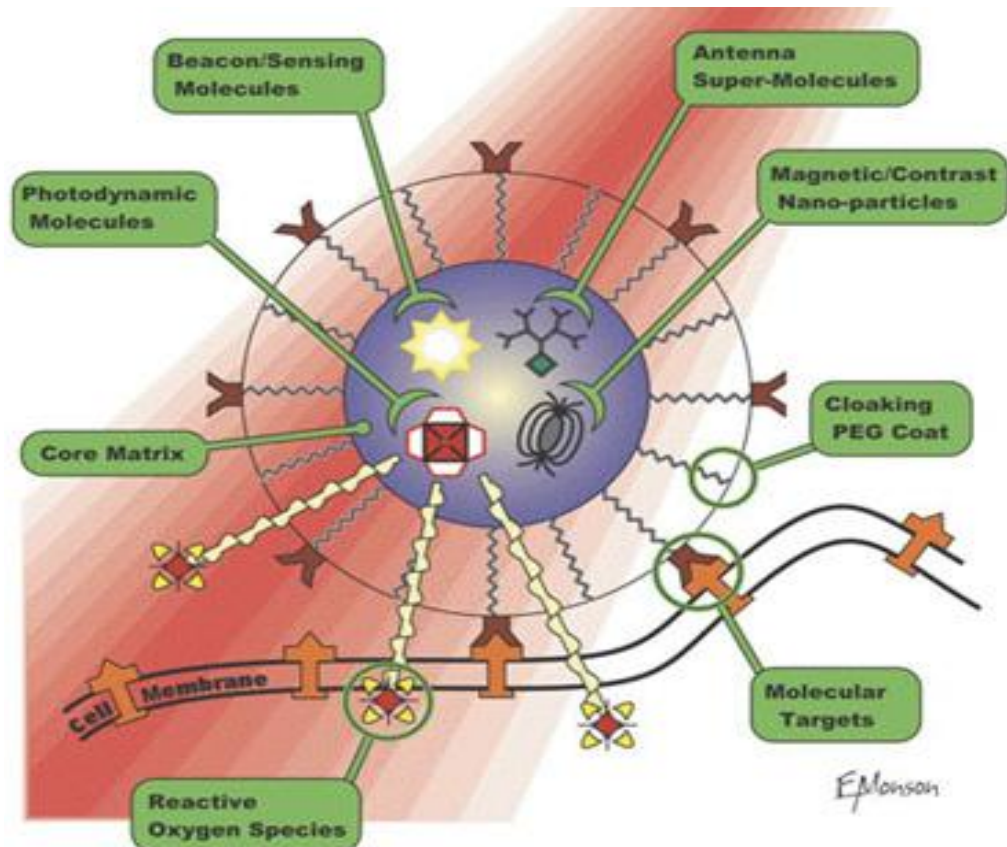 Beacon/Sensing
Molecules
Antenna
Super-Molecules
Photodynamic
Molecules
Magnetic/Contrast
Nano-particles
Core Matrix
Cloaking
PEG Coat
Cell Membrane
Molecular
Targets
Reactive
Oxygen Species
EMonson